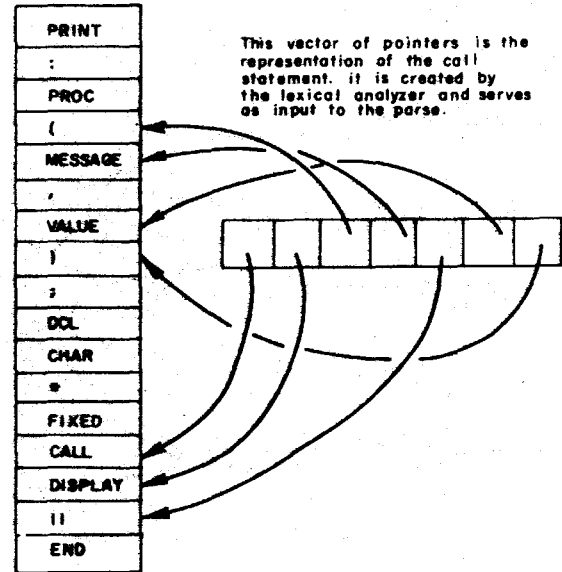 PRINT
:
PROC
(
MESSAGE
,
VALUE
)
;
DCL
CHAR
*
FIXED
CALL
DISPLAY
||
END
This vector of pointers is the
representation of the call
statement. it is created by
the lexical analyzer and serves
as input to the parse.